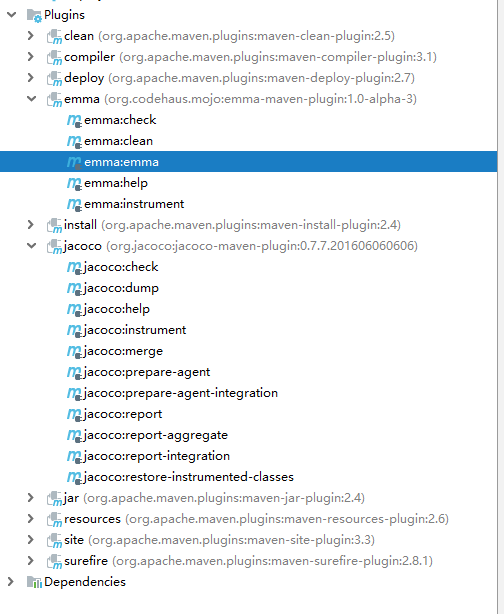 Plugins
clean (org.apache.maven.plugins:maven-clean-plugin:2.5)
compiler (org.apache.maven.plugins:maven-compiler-plugin:3.1)
deploy (org.apache.maven.plugins:maven-deploy-plugin:2.7)
emma (org.codehaus.mojo:emma-maven-plugin:1.0-alpha-3)
emma:check
emma:clean
emma:emma
emma:help
emma:instrument
install (org.apache.maven.plugins:maven-install-plugin:2.4)
jacoco (org.jacoco:jacoco-maven-plugin:0.7.7.201606060606)
jacoco:check
jacoco:dump
jacoco:help
jacoco:instrument
jacoco:merge
jacoco:prepare-agent
jacoco:prepare-agent-integration
jacoco:report
jacoco:report-aggregate
jacoco:report-integration
jacoco:restore-instrumented-classes
jar (org.apache.maven.plugins:maven-jar-plugin:2.4)
resources (org.apache.maven.plugins:maven-resources-plugin:2.6)
site (org.apache.maven.plugins:maven-site-plugin:3.3)
surefire (org.apache.maven.plugins:maven-surefire-plugin:2.8.1)
Dependencies